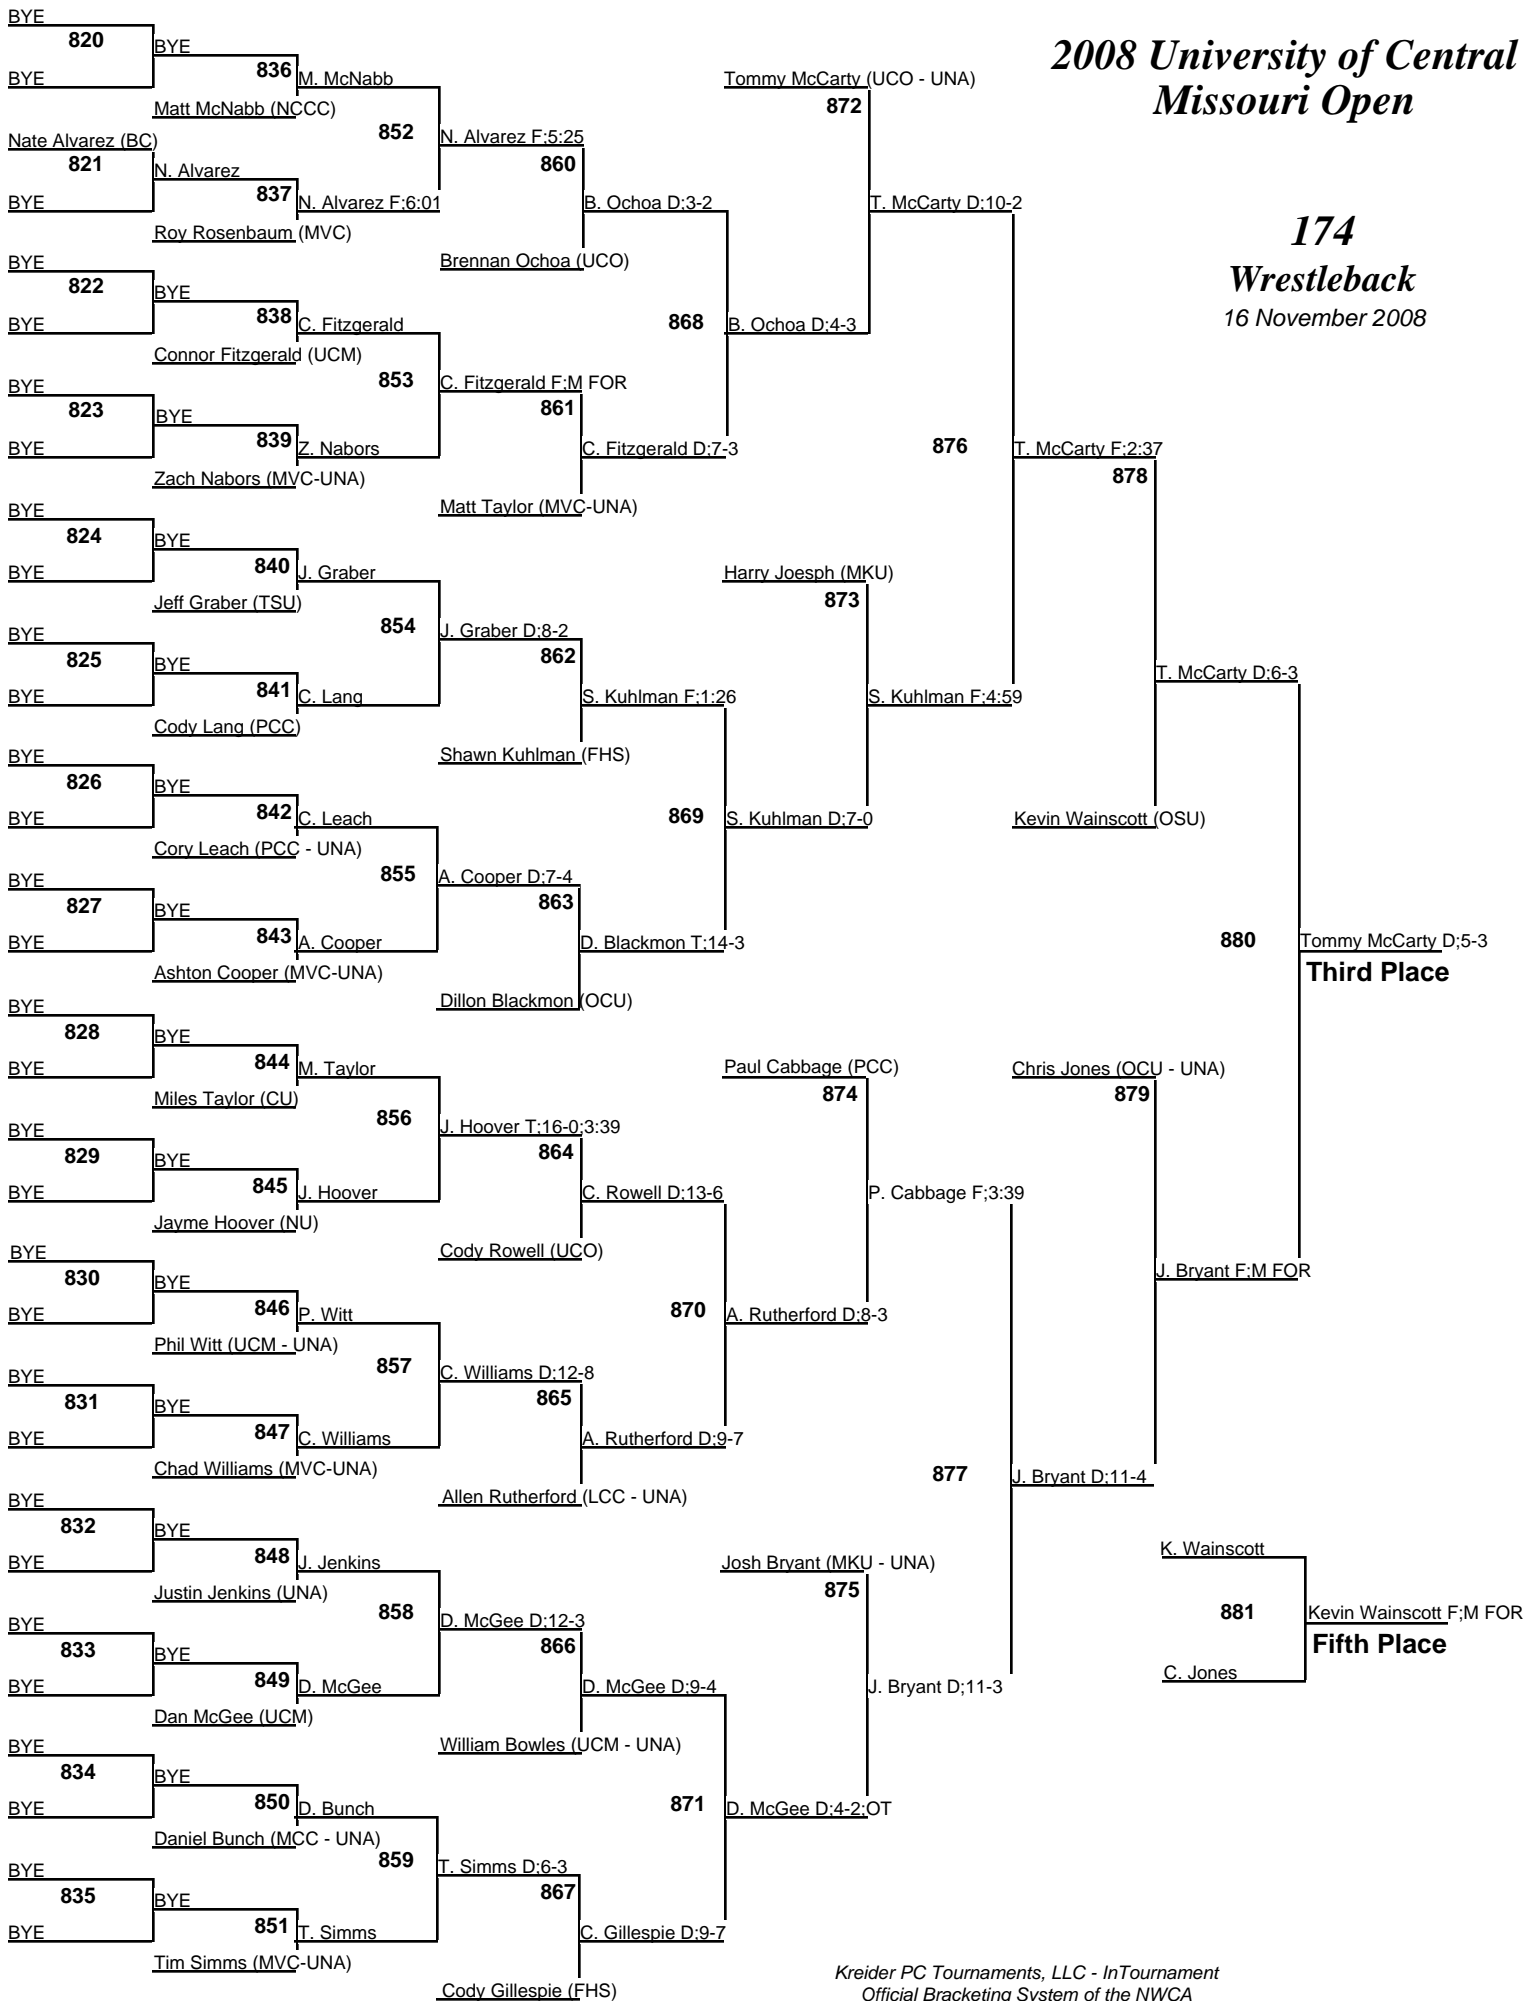 2008 University of Central
Missouri Open
174
Wrestleback
16 November 2008
BYE
820
BYE
BYE
836
M. McNabb
Matt McNabb (NCCC)
852
Nate Alvarez (BC)
821
BYE
N. Alvarez
837
N. Alvarez F;6:01
Roy Rosenbaum (MVC)
N. Alvarez F;5:25
860
B. Ochoa D;3-2
Brennan Ochoa (UCO)
BYE
822
BYE
BYE
838
C. Fitzgerald
Connor Fitzgerald (UCM)
853
BYE
823
BYE
BYE
839
Z. Nabors
Zach Nabors (MVC-UNA)
C. Fitzgerald F;M FOR
861
C. Fitzgerald D;7-3
Matt Taylor (MVC-UNA)
868
B. Ochoa D;4-3
Tommy McCarty (UCO - UNA)
872
T. McCarty D;10-2
BYE
824
BYE
BYE
840
J. Graber
Jeff Graber (TSU)
854
BYE
825
BYE
BYE
841
C. Lang
Cody Lang (PCC)
J. Graber D;8-2
862
S. Kuhlman F;1:26
Shawn Kuhlman (FHS)
BYE
826
BYE
BYE
842
C. Leach
Cory Leach (PCC - UNA)
855
BYE
827
BYE
BYE
843
A. Cooper
Ashton Cooper (MVC-UNA)
A. Cooper D;7-4
863
D. Blackmon T;14-3
Dillon Blackmon (OCU)
869
S. Kuhlman D;7-0
Harry Joesph (MKU)
873
S. Kuhlman F;4:59
876
T. McCarty F;2:37
878
T. McCarty D;6-3
Kevin Wainscott (OSU)
BYE
828
BYE
BYE
844
M. Taylor
Miles Taylor (CU)
856
BYE
829
BYE
BYE
845
J. Hoover
Jayme Hoover (NU)
J. Hoover T;16-0;3:39
864
C. Rowell D;13-6
Cody Rowell (UCO)
BYE
830
BYE
BYE
846
P. Witt
Phil Witt (UCM - UNA)
857
BYE
831
BYE
BYE
847
C. Williams
Chad Williams (MVC-UNA)
C. Williams D;12-8
865
A. Rutherford D;9-7
Allen Rutherford (LCC - UNA)
870
A. Rutherford D;8-3
Paul Cabbage (PCC)
874
P. Cabbage F;3:39
BYE
832
BYE
BYE
848
J. Jenkins
Justin Jenkins (UNA)
858
BYE
833
BYE
BYE
849
D. McGee
Dan McGee (UCM)
D. McGee D;12-3
866
D. McGee D;9-4
William Bowles (UCM - UNA)
BYE
834
BYE
BYE
850
D. Bunch
Daniel Bunch (MCC - UNA)
859
BYE
835
BYE
BYE
851
T. Simms
Tim Simms (MVC-UNA)
T. Simms D;6-3
867
C. Gillespie D;9-7
Cody Gillespie (FHS)
871
D. McGee D;4-2;OT
Josh Bryant (MKU - UNA)
875
J. Bryant D;11-3
877
J. Bryant D;11-4
Chris Jones (OCU - UNA)
879
J. Bryant F;M FOR
880
Tommy McCarty D;5-3
Third Place
K. Wainscott
881
C. Jones
Kevin Wainscott F;M FOR
Fifth Place
Kreider PC Tournaments, LLC - InTournament
Official Bracketing System of the NWCA